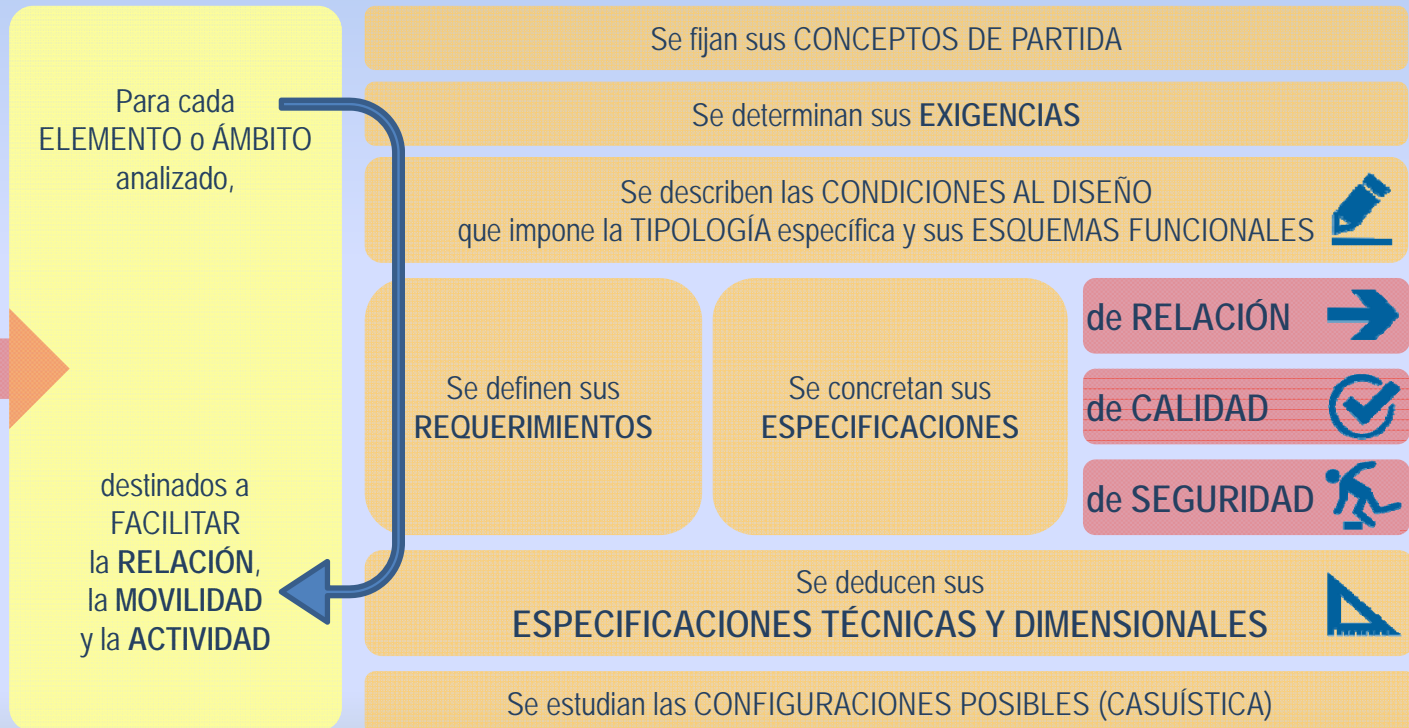 Para cada
ELEMENTO o ÁMBITO
analizado,
Se fijan sus CONCEPTOS DE PARTIDA
Se determinan sus EXIGENCIAS
Se describen las CONDICIONES AL DISEÑO
que impone la TIPOLOGÍA específica y sus ESQUEMAS FUNCIONALES
Se definen sus
REQUERIMIENTOS
Se concretan sus
ESPECIFICACIONES
de RELACIÓN
de CALIDAD
de SEGURIDAD
Se deducen sus
ESPECIFICACIONES TÉCNICAS Y DIMENSIONALES
Se estudian las CONFIGURACIONES POSIBLES (CASUÍSTICA)
destinados a
FACILITAR
la RELACIÓN,
la MOVILIDAD
y la ACTIVIDAD